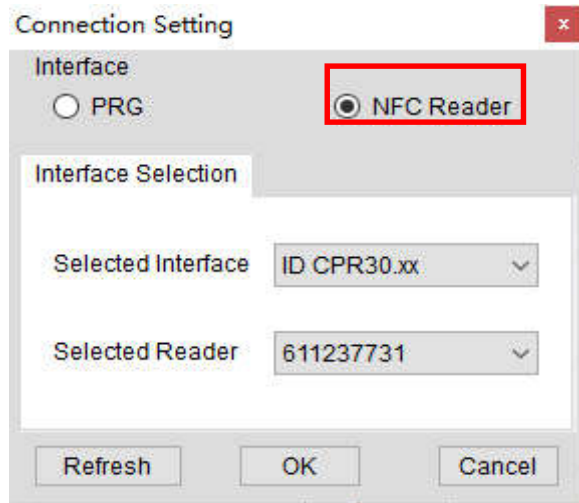 Connection Setting
x
Interface
PRG
NFC Reader
Interface Selection
Selected Interface
ID CPR30.xx
Selected Reader
611237731
Refresh
OK
Cancel